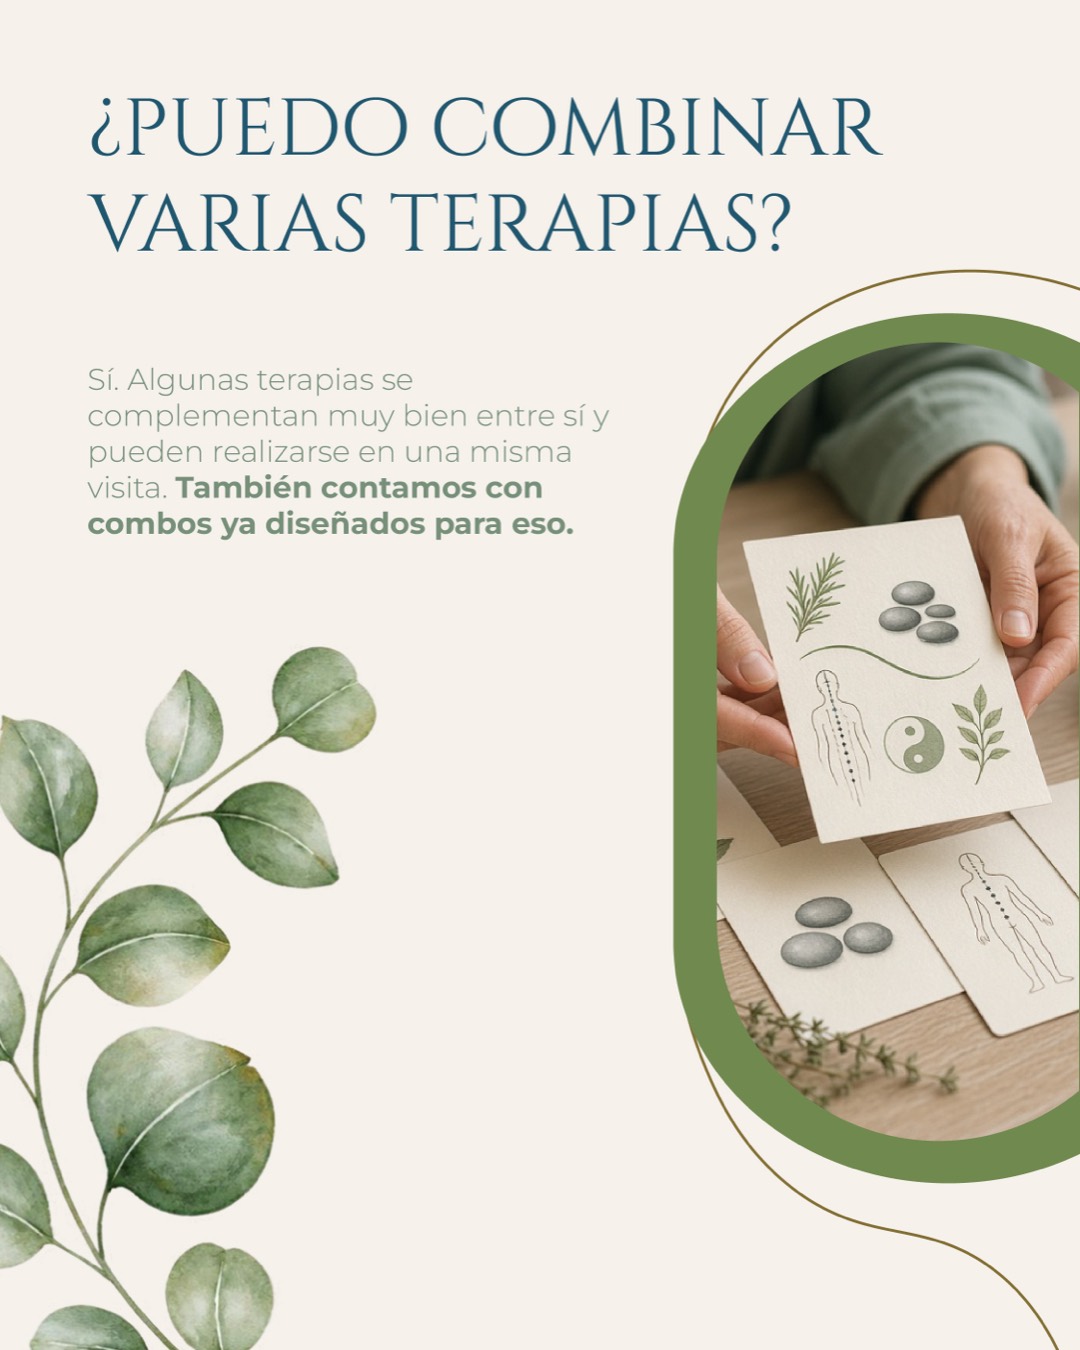 ¿PUEDO COMBINAR
VARIAS TERAPIAS?
Sí. Algunas terapias se
complementan muy bien entre sí y
pueden realizarse en una misma
visita. También contamos con
combos ya diseñados para eso.